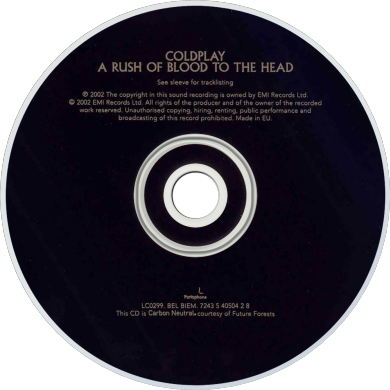 COLDPLAY
A RUSH OF BLOOD TO THE HEAD
See sleeve for tracklisting
℗ 2002 The copyright in this sound recording is owned by EMI Records Ltd.
© 2002 EMI Records Ltd. All rights of the producer and of the owner of the recorded
work reserved. Unauthorised copying, hiring, renting, public performance and
broadcasting of this record prohibited. Made in EU.
Parlophone
LC0299. BEL BIEM. 7243 5 40504 2 8
This CD is Carbon Neutral courtesy of Future Forests